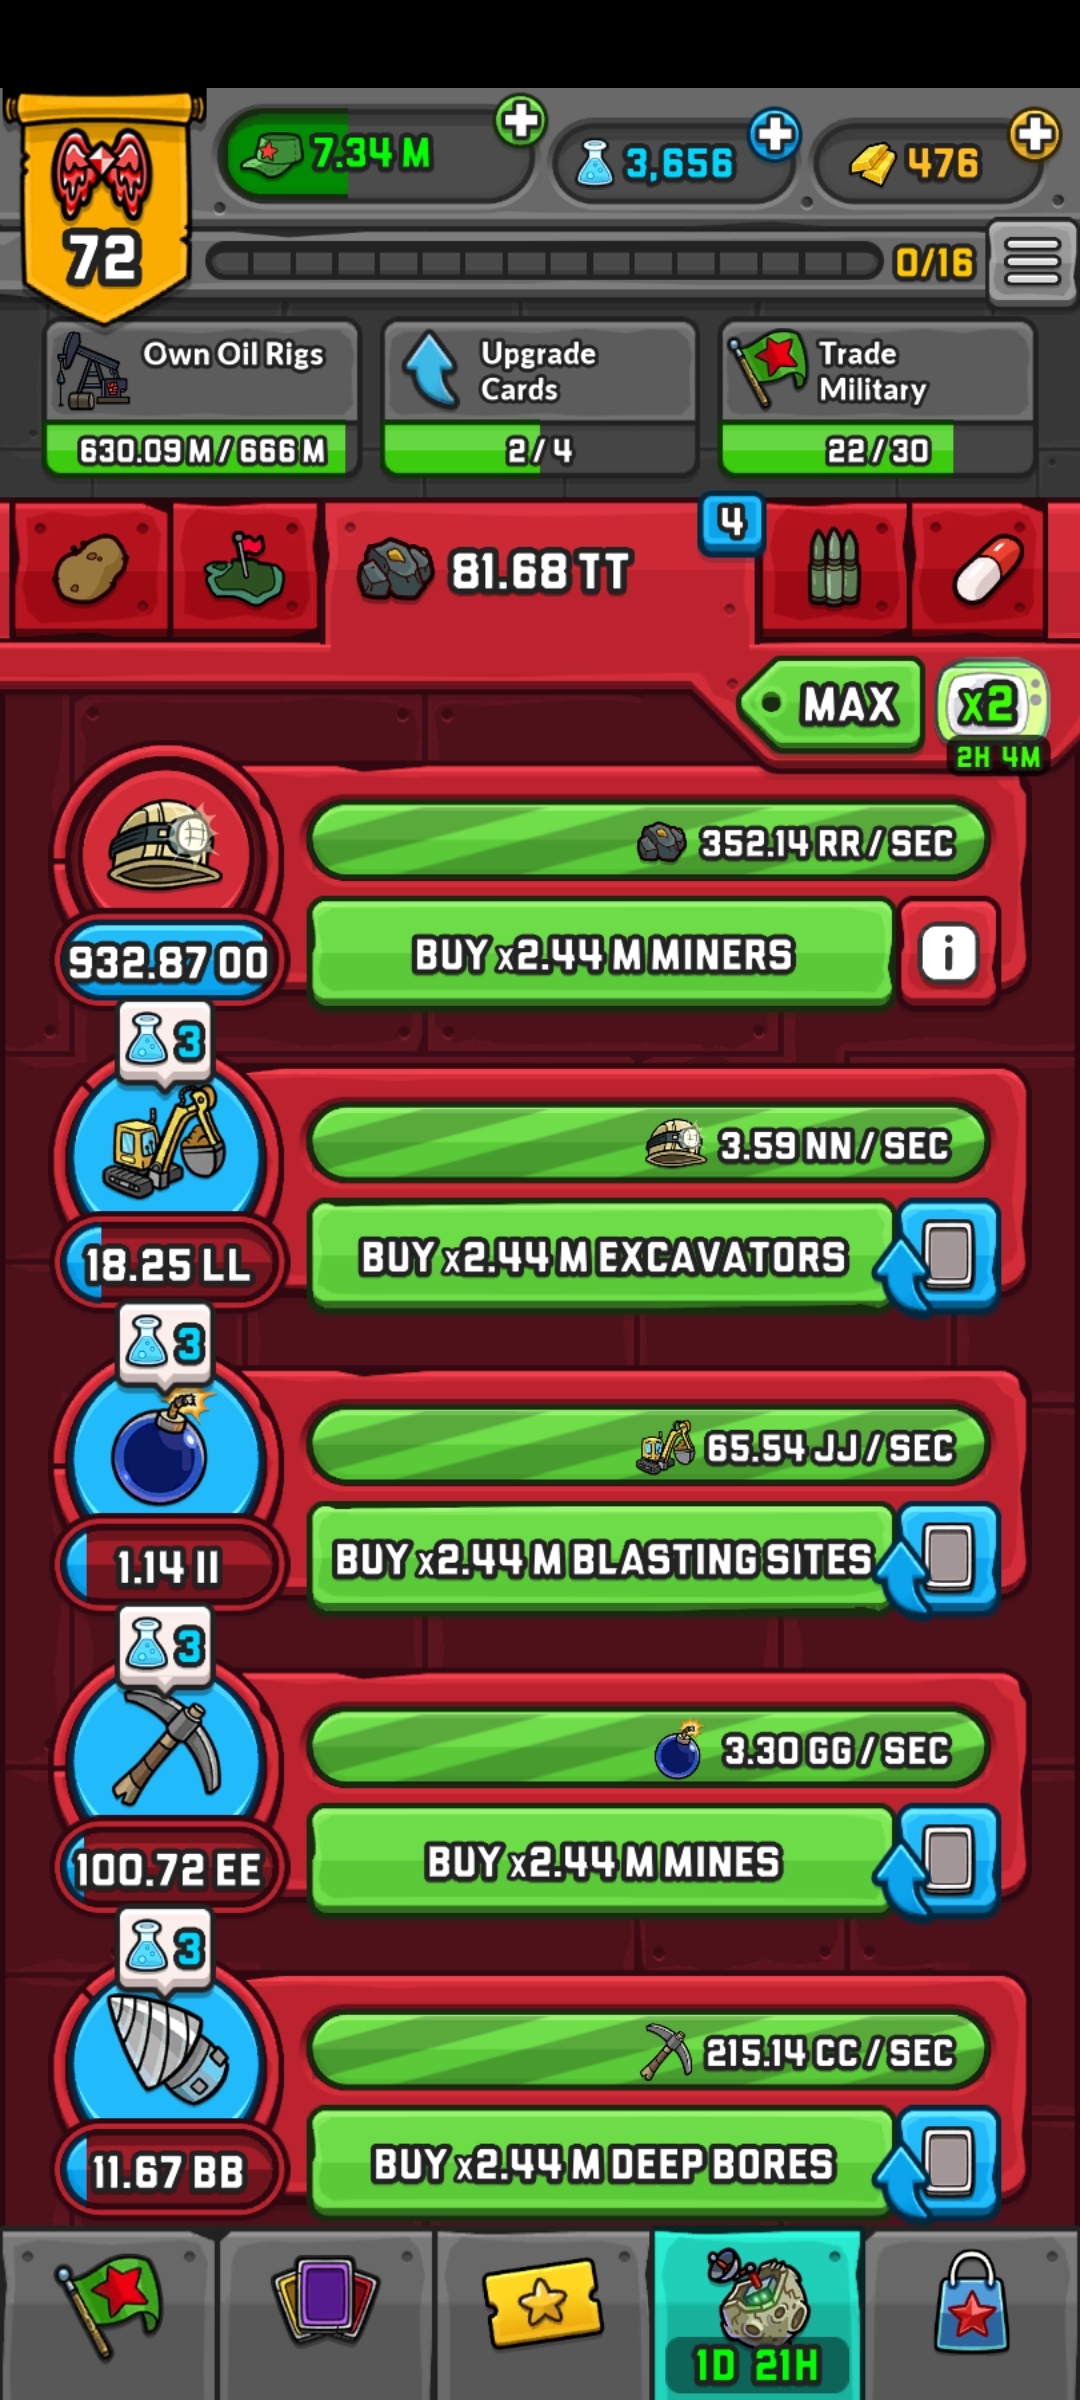 7.34 M
3,656
476
72
0/16
Own Oil Rigs
630.09 M / 666 M
Upgrade
Cards
2 / 4
Trade
Military
22 / 30
81.68 TT
4
MAX
x2
2H 4M
352.14 RR / SEC
932.87 OO
BUY x2.44 M MINERS
i
3
3.59 NN / SEC
18.25 LL
BUY x2.44 M EXCAVATORS
3
65.54 JJ / SEC
1.14 II
BUY x2.44 M BLASTING SITES
3
3.30 GG / SEC
100.72 EE
BUY x2.44 M MINES
3
215.14 CC / SEC
11.67 BB
BUY x2.44 M DEEP BORES
1D 21H